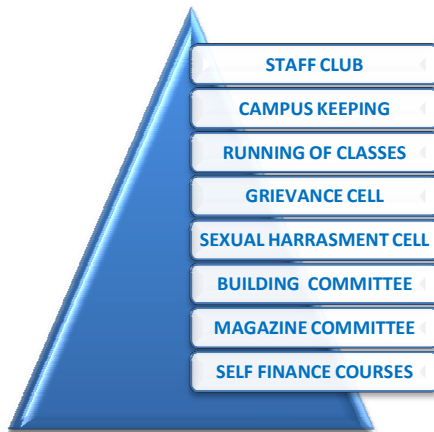 STAFF CLUB
CAMPUS KEEPING
RUNNING OF CLASSES
GRIEVANCE CELL
SEXUAL HARRASMENT CELL
BUILDING COMMITTEE
MAGAZINE COMMITTEE
SELF FINANCE COURSES